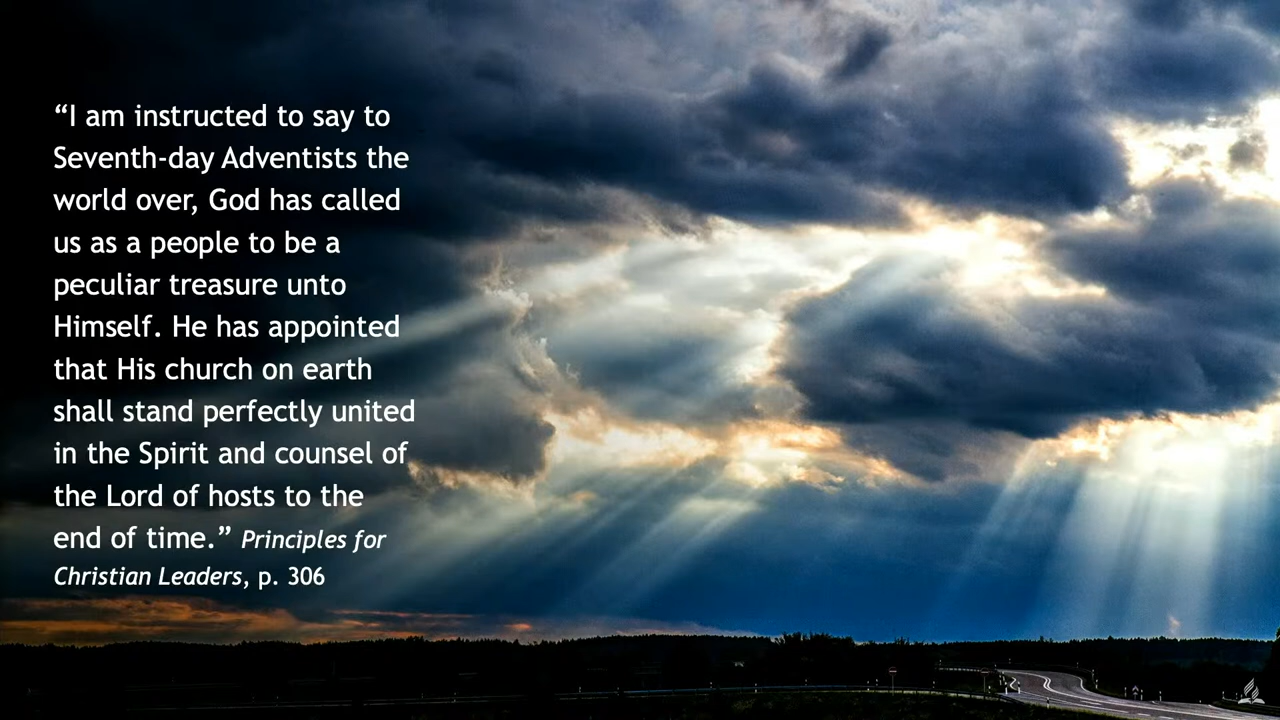 “I am instructed to say to
Seventh-day Adventists the
world over, God has called
us as a people to be a
peculiar treasure unto
Himself. He has appointed
that His church on earth
shall stand perfectly united
in the Spirit and counsel of
the Lord of hosts to the
end of time.” Principles for
Christian Leaders, p. 306